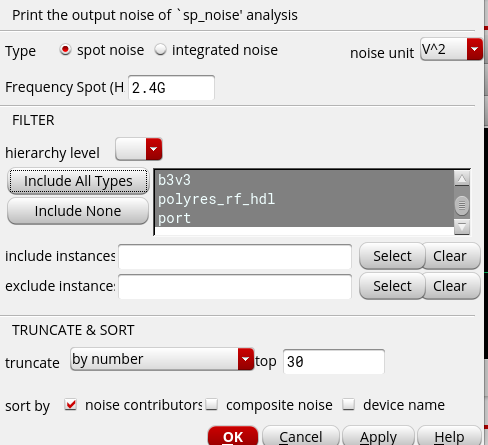 Print the output noise of `sp_noise' analysis
Type spot noise integrated noise noise unit V^2
Frequency Spot (H 2.4G
FILTER
hierarchy level
Include All Types
Include None
b3v3
polyres_rf_hdl
port
include instances Select Clear
exclude instance Select Clear
TRUNCATE & SORT
truncate by number top 30
sort by noise contributors composite noise device name
OK Cancel Apply Help